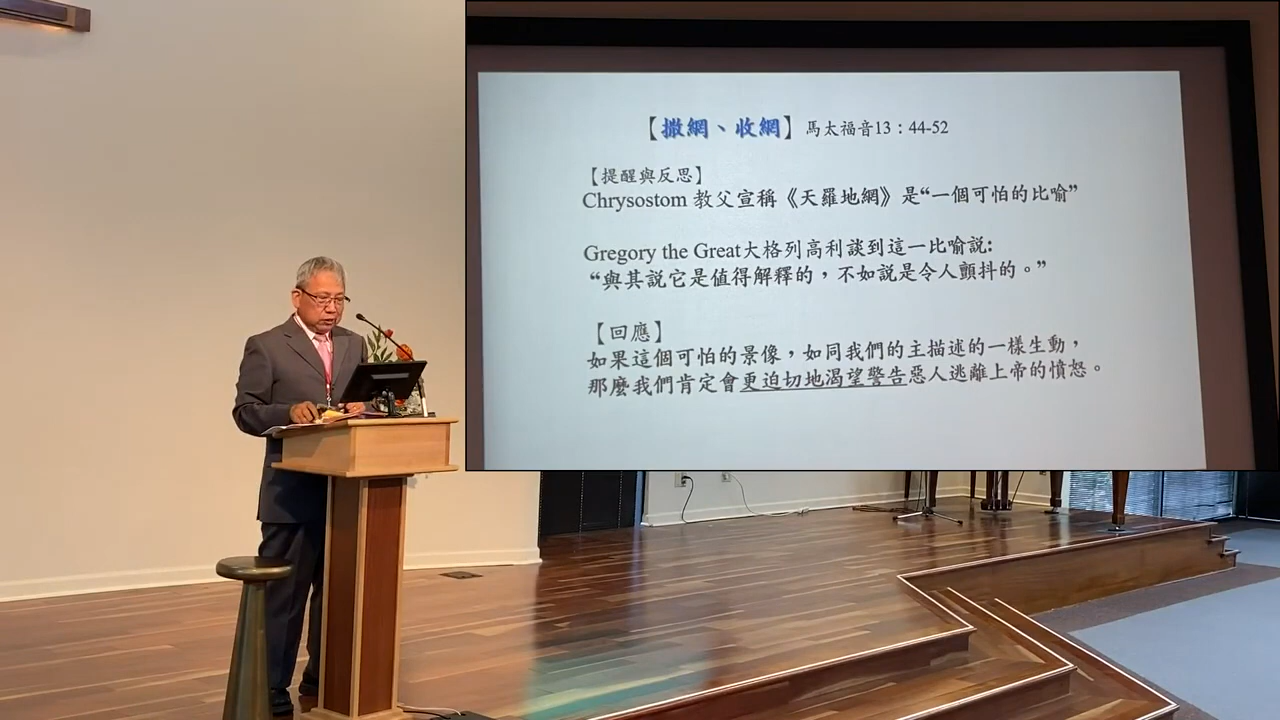 【撒網、收網】馬太福音13：44-52
【提醒與反思】
Chrysostom 教父宣稱《天羅地網》是“一個可怕的比喻”
Gregory the Great大格列高利談到這一比喻説:
“與其説它是值得解釋的，不如説是令人顫抖的。”
【回應】
如果這個可怕的景像，如同我們的主描述的一樣生動，
那麼我們肯定會更迫切地渴望警告惡人逃離上帝的憤怒。